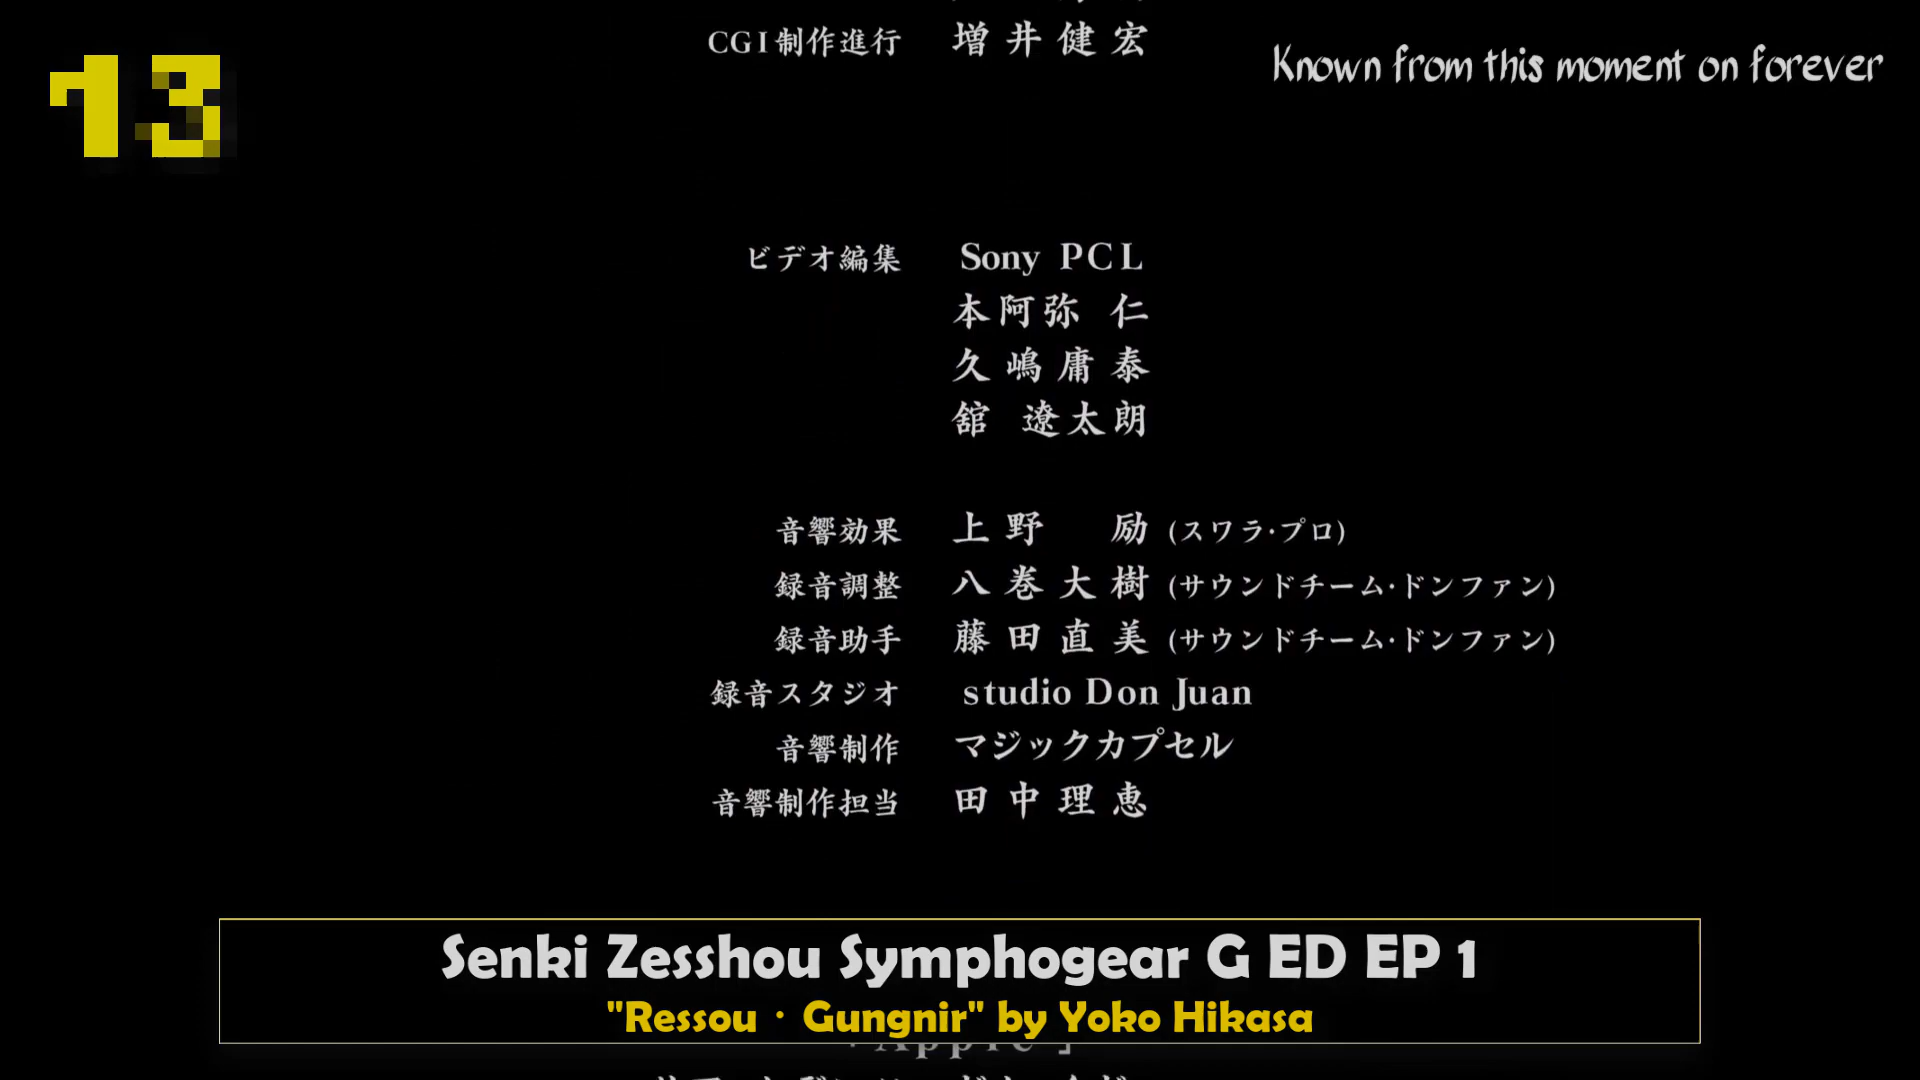 CGI制作進行 増井健宏
13
Known from this moment on forever
ビデオ編集 Sony PCL
本阿弥 仁
久嶋庸泰
舘 遼太朗
音響効果 上野 励 (スワラ・プロ)
録音調整 八巻大樹 (サウンドチーム・ドンファン)
録音助手 藤田直美 (サウンドチーム・ドンファン)
録音スタジオ studio Don Juan
音響制作 マジックカプセル
音響制作担当 田中理恵
Senki Zesshou Symphogear G ED EP 1
"Ressou・Gungnir" by Yoko Hikasa